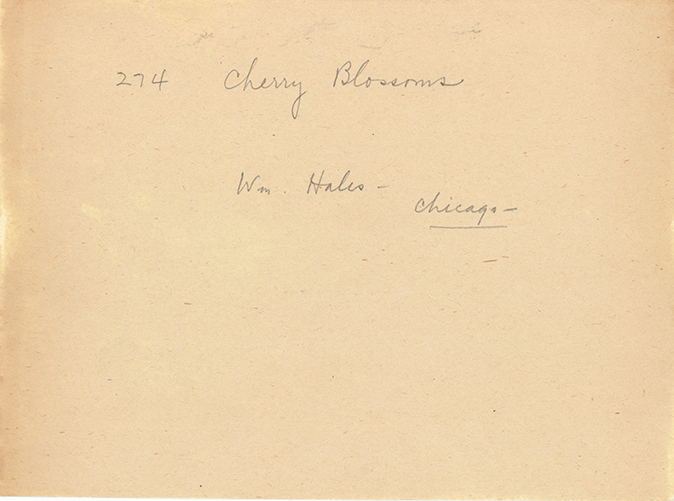 274 Cherry Blossoms
Wm. Hales -
Chicago -